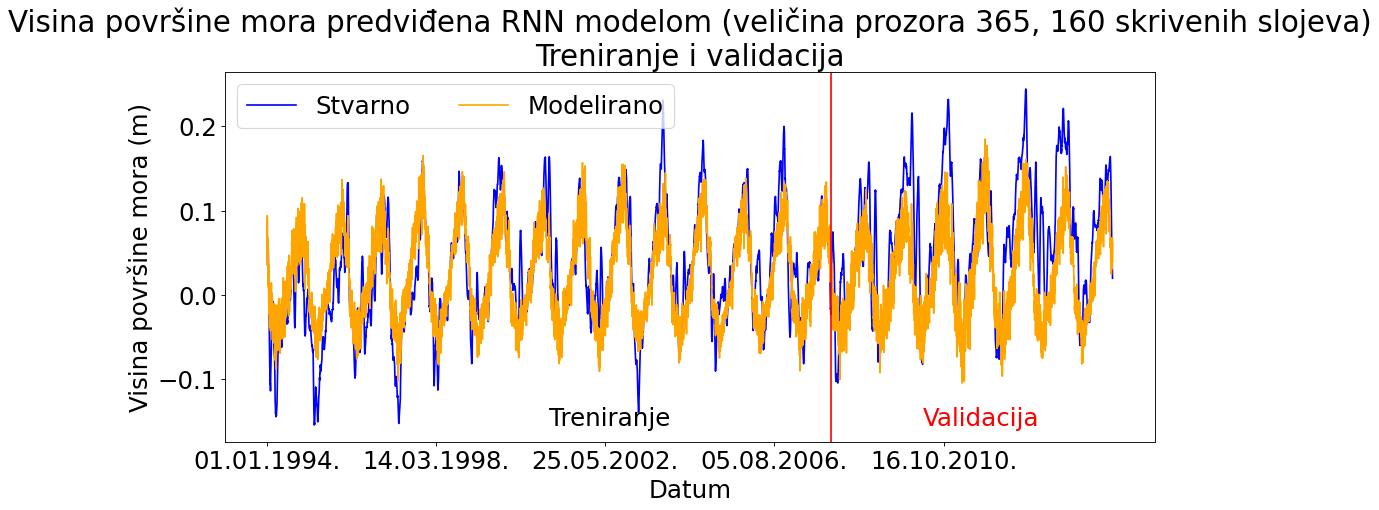 Visina površine mora predviđena RNN modelom (veličina prozora 365, 160 skrivenih slojeva)
Treniranje i validacija
Stvarno
Modelirano
Visina površine mora (m)
0.2
0.1
0.0
−0.1
Treniranje
Validacija
01.01.1994.
14.03.1998.
25.05.2002.
05.08.2006.
16.10.2010.
Datum